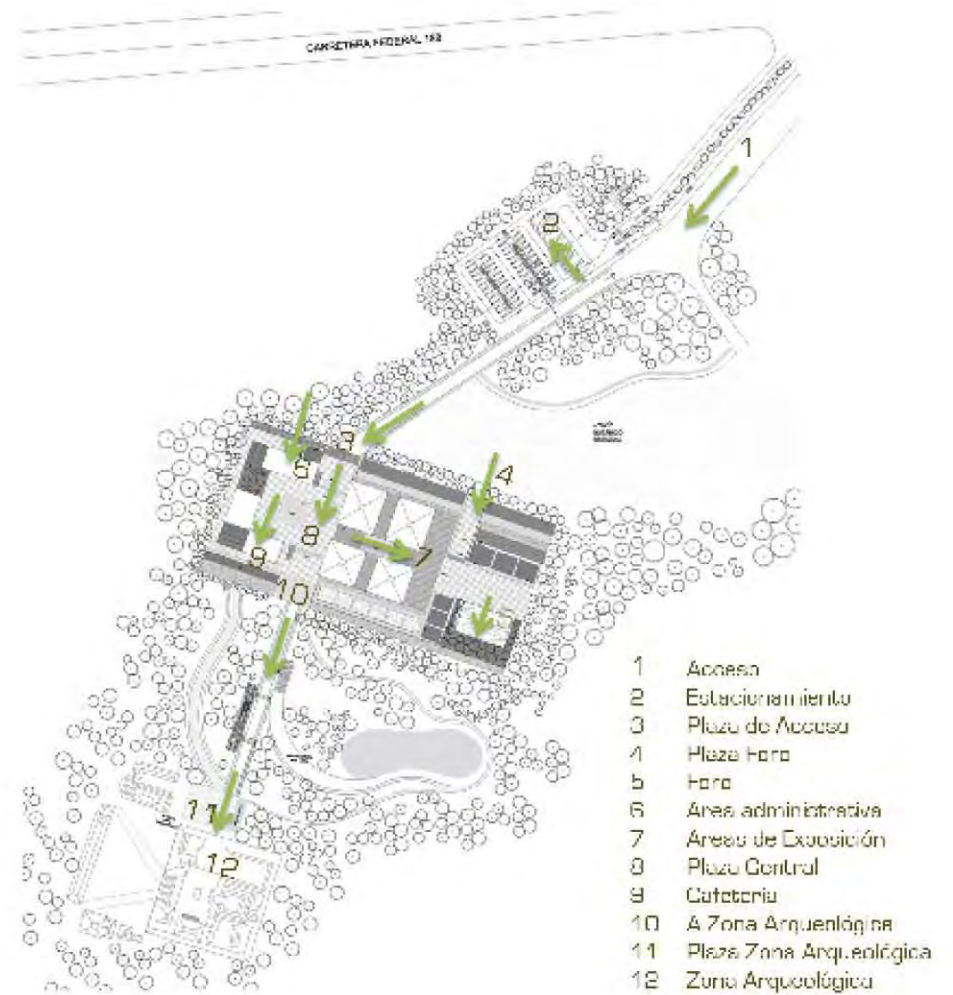 CARRETERA FEDERAL
1
2
3
6
4
8
7
9
10
11
12
1 Acceso
2 Estacionamiento
3 Plaza de Acceso
4 Plaza Foro
5 Foro
6 Area administrativa
7 Areas de Exposición
8 Plaza Central
9 Cafeteria
10 A Zona Arqueológica
11 Plaza Zona Arqueológica
12 Zona Arqueológica